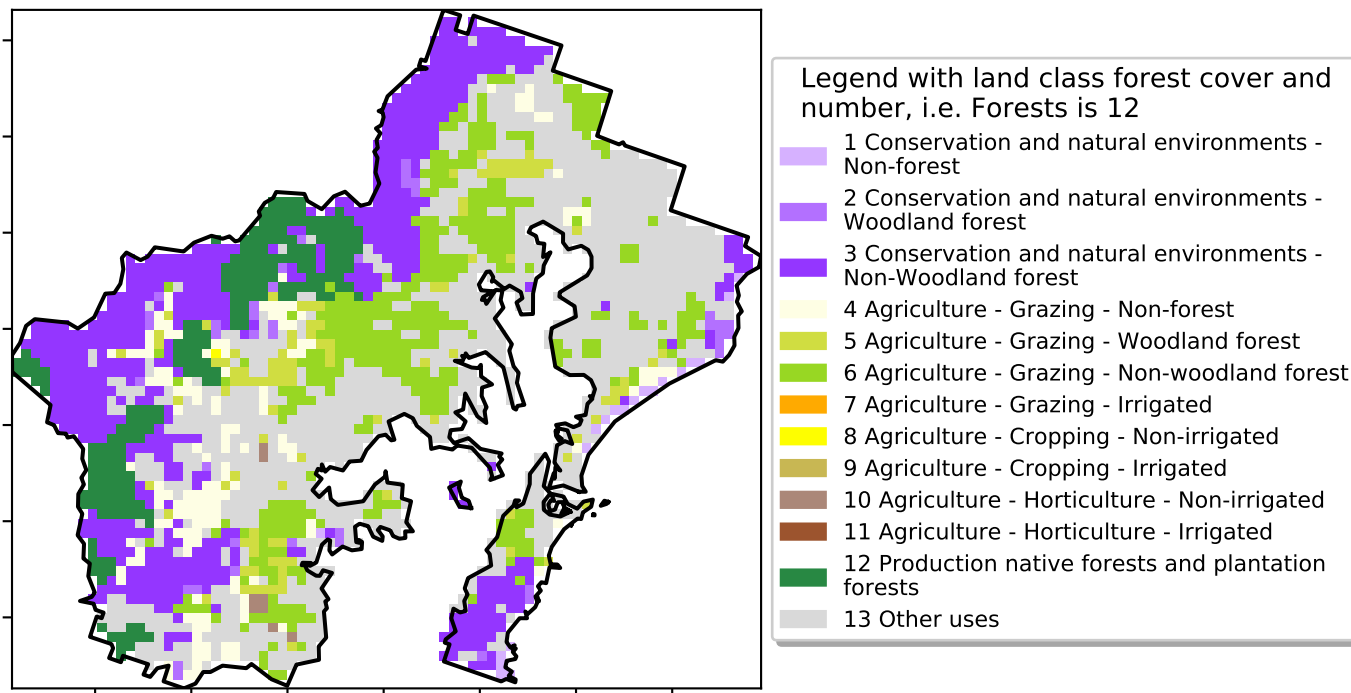 Legend with land class forest cover and
number, i.e. Forests is 12
1 Conservation and natural environments -
Non-forest
2 Conservation and natural environments -
Woodland forest
3 Conservation and natural environments -
Non-Woodland forest
4 Agriculture - Grazing - Non-forest
5 Agriculture - Grazing - Woodland forest
6 Agriculture - Grazing - Non-woodland forest
7 Agriculture - Grazing - Irrigated
8 Agriculture - Cropping - Non-irrigated
9 Agriculture - Cropping - Irrigated
10 Agriculture - Horticulture - Non-irrigated
11 Agriculture - Horticulture - Irrigated
12 Production native forests and plantation
forests
13 Other uses